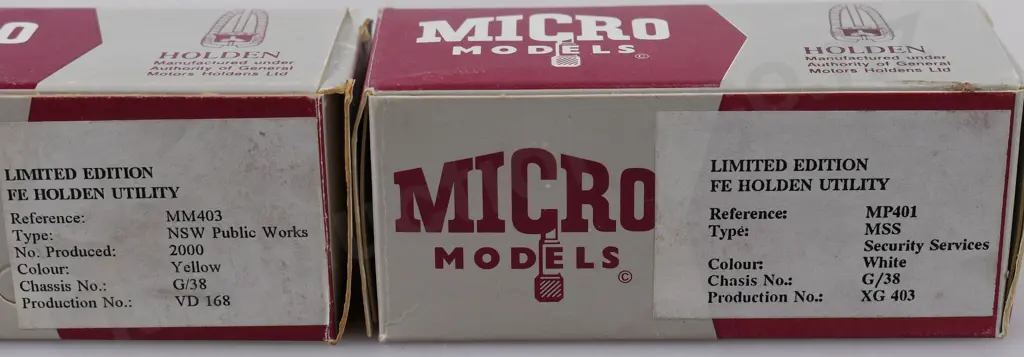 O
HOLDEN
Manufactured under
Authority of General
Motors Holdens Ltd
LIMITED EDITION
FE HOLDEN UTILITY
Reference: MM403
Type: NSW Public Works
No. Produced: 2000
Colour: Yellow
Chassis No.: G/38
Production No.: VD 168
MICRO
MODELS
©
HOLDEN
Manufactured under
Authority of General
Motors Holdens Ltd
MICRO
MODELS
©
LIMITED EDITION
FE HOLDEN UTILITY
Reference: MP401
Type: MSS
Security Services
Colour: White
Chasis No.: G/38
Production No.: XG 403